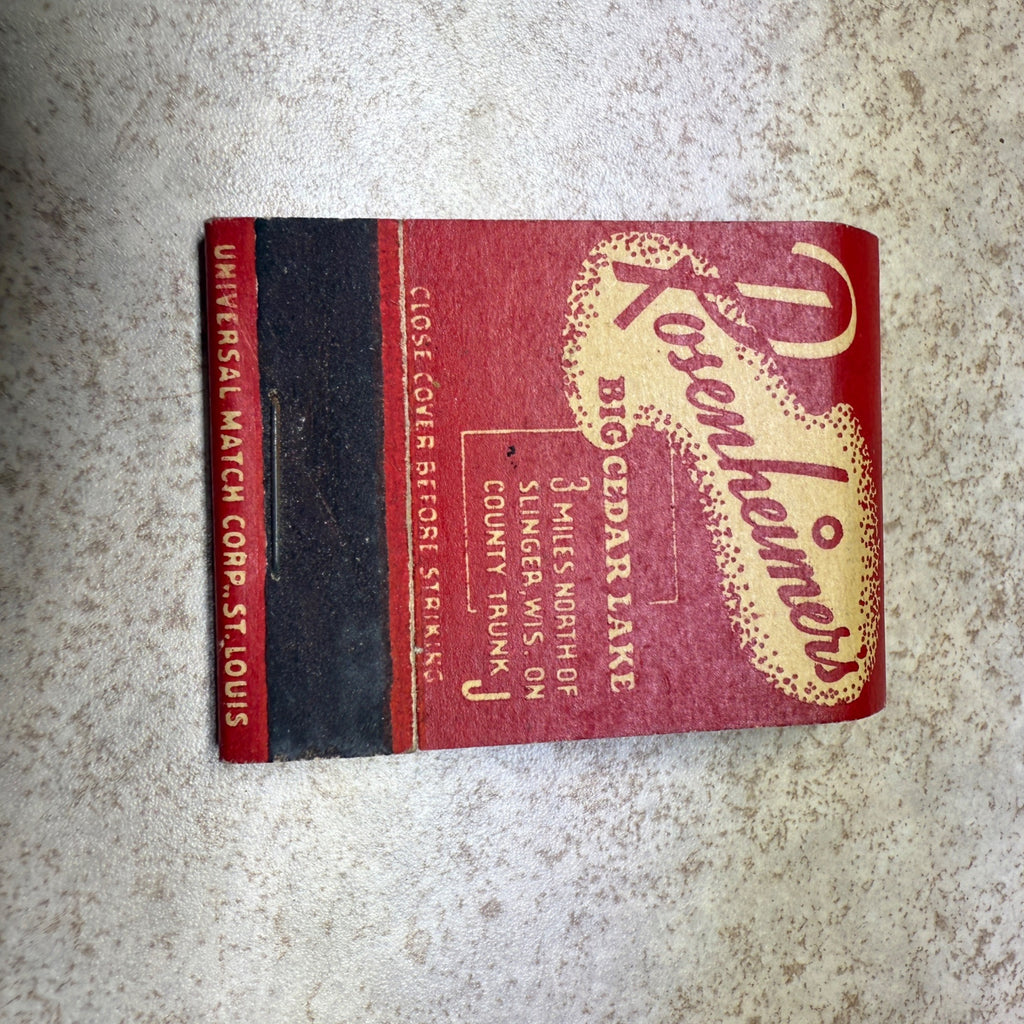 Rosenheimer's
BIG CEDAR LAKE
3 MILES NORTH OF
SLINGER, WIS. ON
COUNTY TRUNK J
CLOSE COVER BEFORE STRIKING
UNIVERSAL MATCH CORP., ST. LOUIS